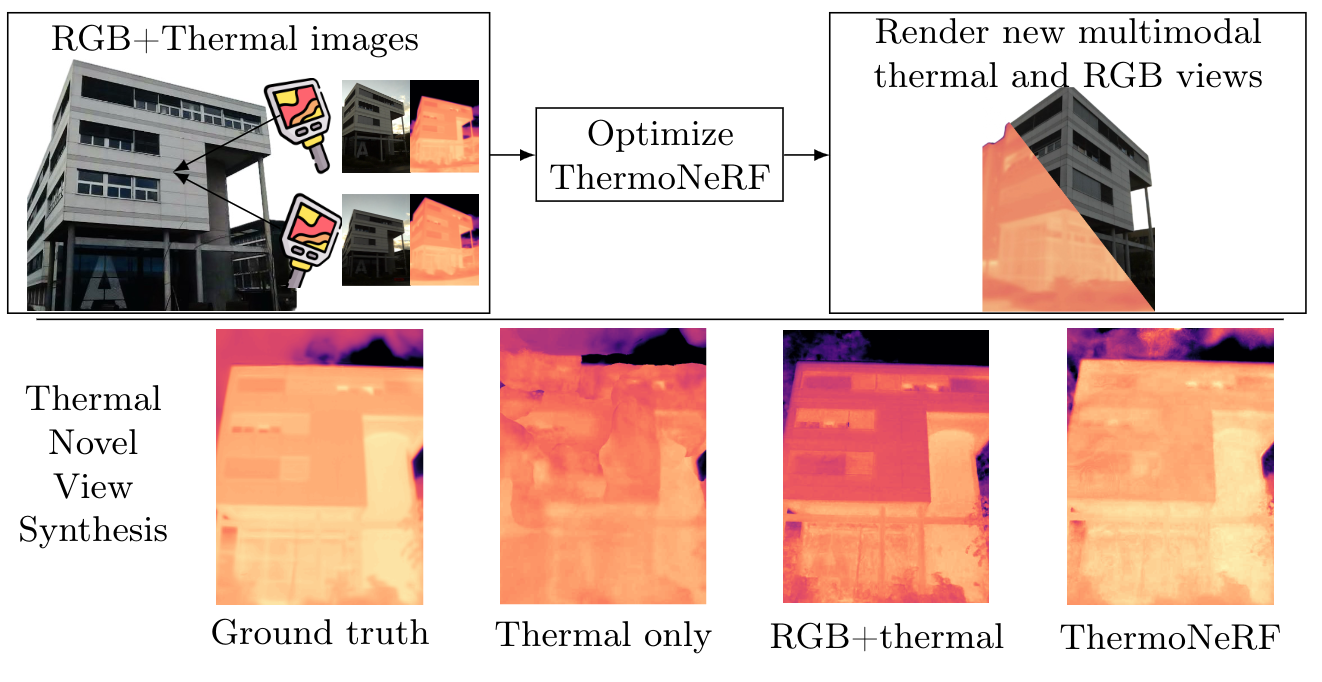 RGB+Thermal images
A
A
A
Optimize
ThermoNeRF
Render new multimodal
thermal and RGB views
Thermal
Novel
View
Synthesis
Ground truth
Thermal only
RGB+thermal
ThermoNeRF